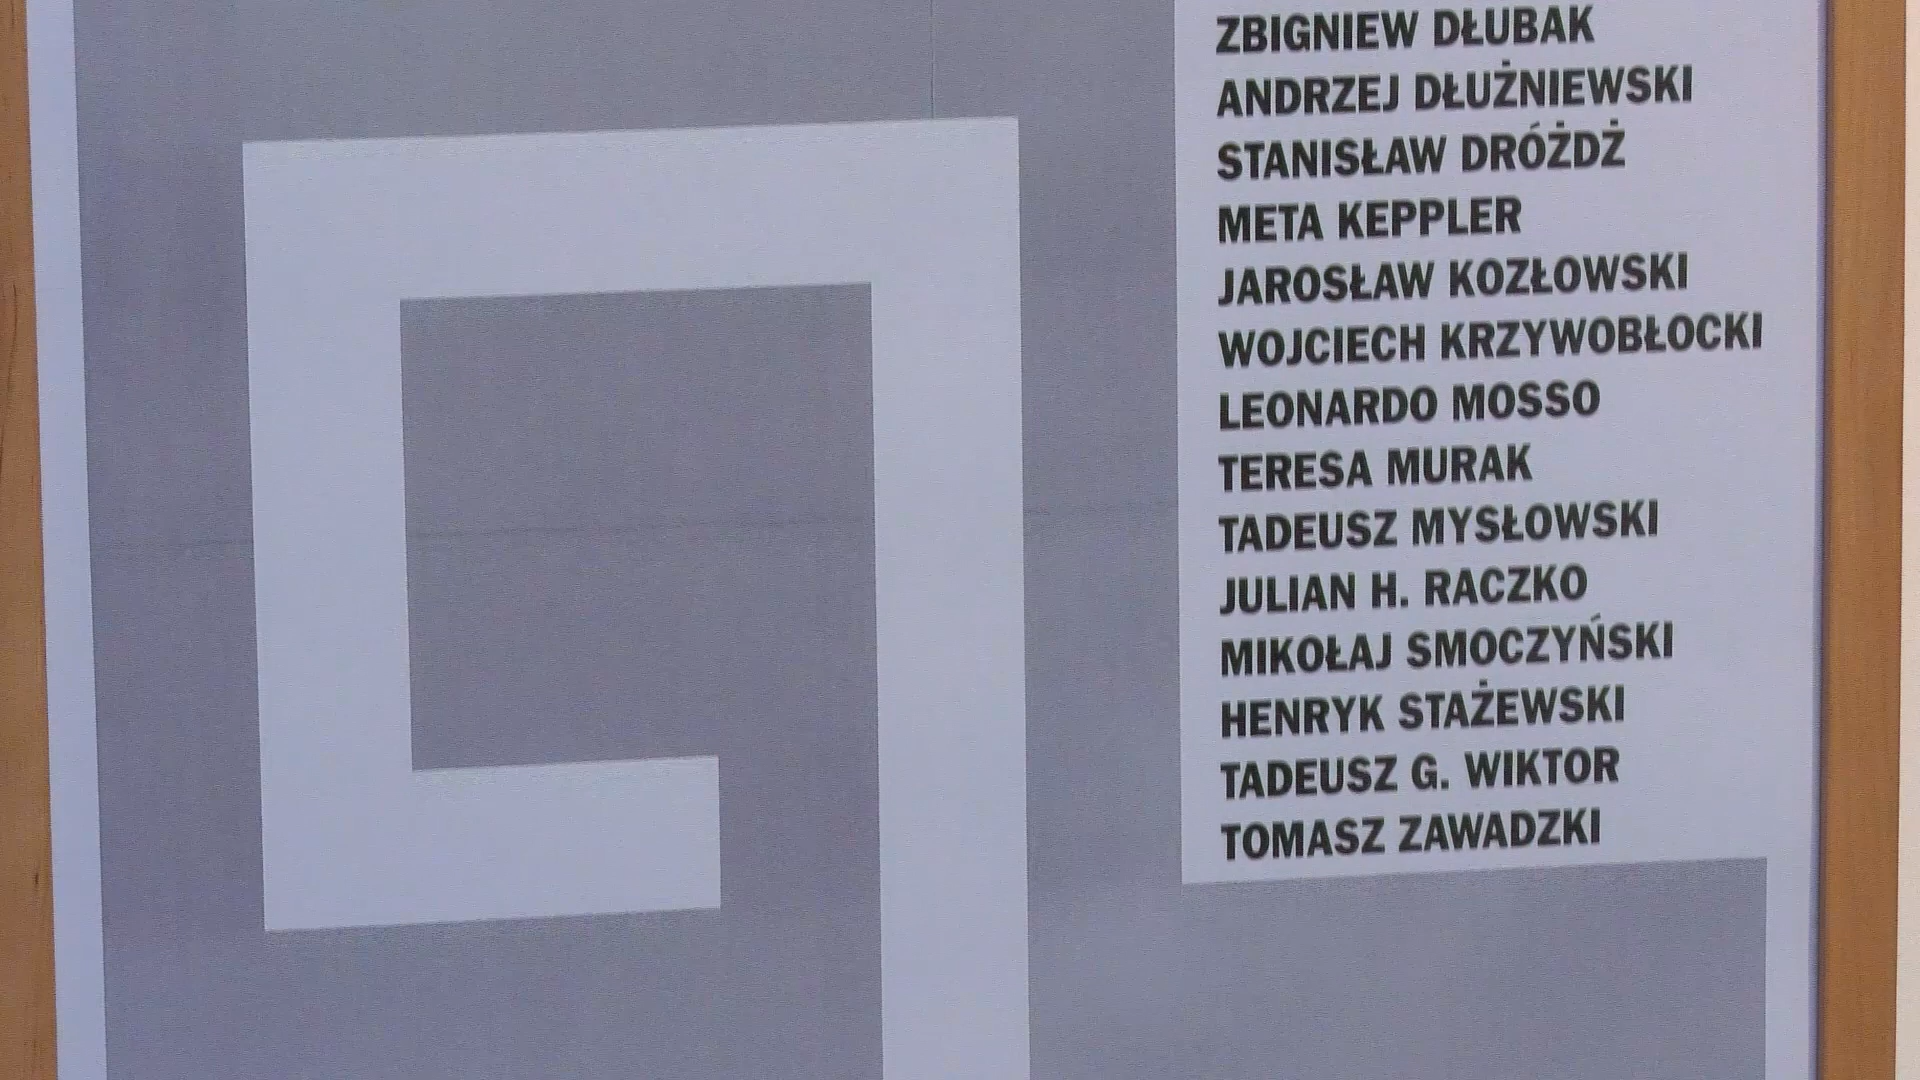 ZBIGNIEW DŁUBAK
ANDRZEJ DŁUŻNIEWSKI
STANISŁAW DRÓŻDŻ
META KEPPLER
JAROSŁAW KOZŁOWSKI
WOJCIECH KRZYWOBŁOCKI
LEONARDO MOSSO
TERESA MURAK
TADEUSZ MYSŁOWSKI
JULIAN H. RACZKO
MIKOŁAJ SMOCZYŃSKI
HENRYK STAŻEWSKI
TADEUSZ G. WIKTOR
TOMASZ ZAWADZKI